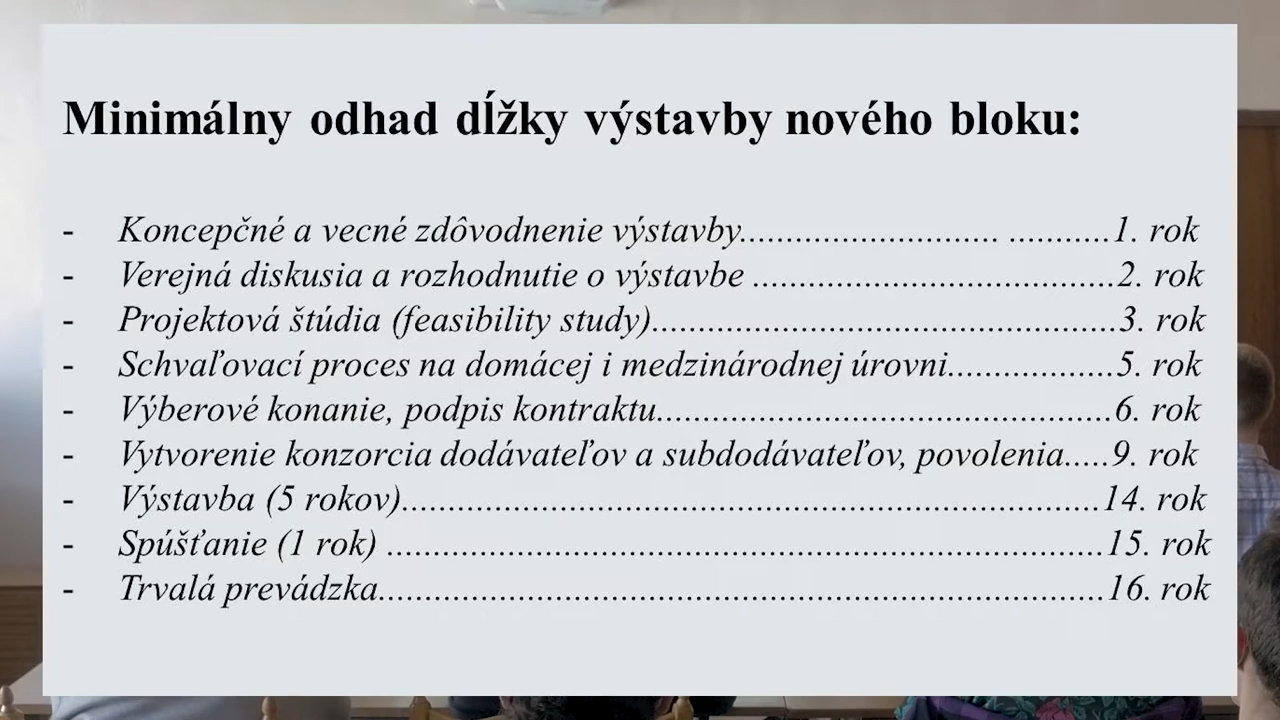 Minimálny odhad dĺžky výstavby nového bloku:
- Koncepčné a vecné zdôvodnenie výstavby............................ ...........1. rok
- Verejná diskusia a rozhodnutie o výstavbe .......................................2. rok
- Projektová štúdia (feasibility study)..................................................3. rok
- Schvaľovací proces na domácej i medzinárodnej úrovni..................5. rok
- Výberové konanie, podpis kontraktu.................................................6. rok
- Vytvorenie konzorcia dodávateľov a subdodávateľov, povolenia.....9. rok
- Výstavba (5 rokov)...........................................................................14. rok
- Spúšťanie (1 rok) .............................................................................15. rok
- Trvalá prevádzka..............................................................................16. rok